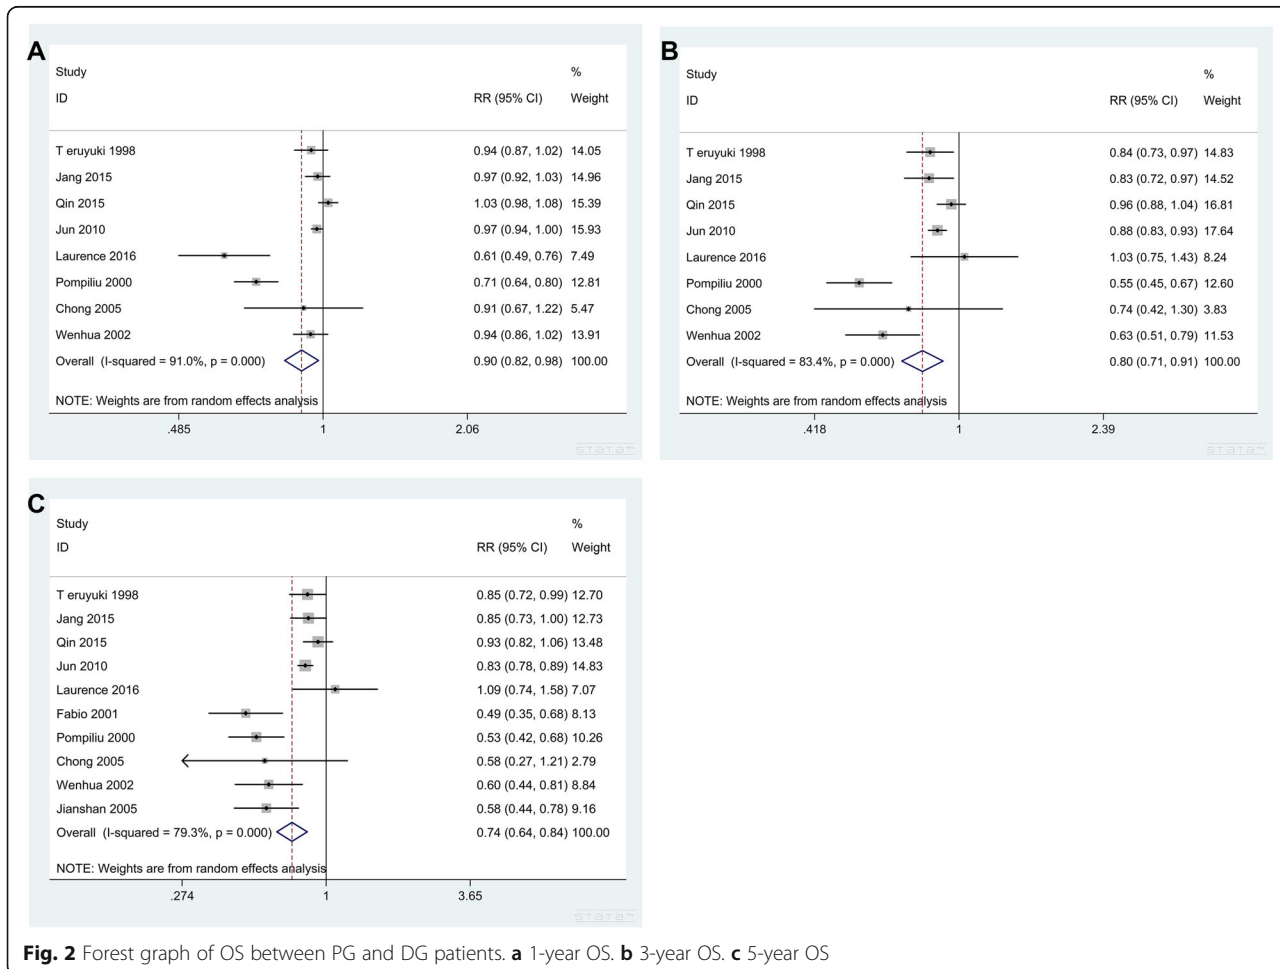 A
Study %
ID RR (95% CI) Weight
T eruyuki 1998 0.94 (0.87, 1.02) 14.05
Jang 2015 0.97 (0.92, 1.03) 14.96
Qin 2015 1.03 (0.98, 1.08) 15.39
Jun 2010 0.97 (0.94, 1.00) 15.93
Laurence 2016 0.61 (0.49, 0.76) 7.49
Pompiliu 2000 0.71 (0.64, 0.80) 12.81
Chong 2005 0.91 (0.67, 1.22) 5.47
Wenhua 2002 0.94 (0.86, 1.02) 13.91
Overall (I-squared = 91.0%, p = 0.000) 0.90 (0.82, 0.98) 100.00
NOTE: Weights are from random effects analysis
.485 1 2.06
STATA™
B
Study %
ID RR (95% CI) Weight
T eruyuki 1998 0.84 (0.73, 0.97) 14.83
Jang 2015 0.83 (0.72, 0.97) 14.52
Qin 2015 0.96 (0.88, 1.04) 16.81
Jun 2010 0.88 (0.83, 0.93) 17.64
Laurence 2016 1.03 (0.75, 1.43) 8.24
Pompiliu 2000 0.55 (0.45, 0.67) 12.60
Chong 2005 0.74 (0.42, 1.30) 3.83
Wenhua 2002 0.63 (0.51, 0.79) 11.53
Overall (I-squared = 83.4%, p = 0.000) 0.80 (0.71, 0.91) 100.00
NOTE: Weights are from random effects analysis
.418 1 2.39
STATA™
C
Study %
ID RR (95% CI) Weight
T eruyuki 1998 0.85 (0.72, 0.99) 12.70
Jang 2015 0.85 (0.73, 1.00) 12.73
Qin 2015 0.93 (0.82, 1.06) 13.48
Jun 2010 0.83 (0.78, 0.89) 14.83
Laurence 2016 1.09 (0.74, 1.58) 7.07
Fabio 2001 0.49 (0.35, 0.68) 8.13
Pompiliu 2000 0.53 (0.42, 0.68) 10.26
Chong 2005 0.58 (0.27, 1.21) 2.79
Wenhua 2002 0.60 (0.44, 0.81) 8.84
Jianshan 2005 0.58 (0.44, 0.78) 9.16
Overall (I-squared = 79.3%, p = 0.000) 0.74 (0.64, 0.84) 100.00
NOTE: Weights are from random effects analysis
.274 1 3.65
STATA™
Fig. 2 Forest graph of OS between PG and DG patients. a 1-year OS. b 3-year OS. c 5-year OS